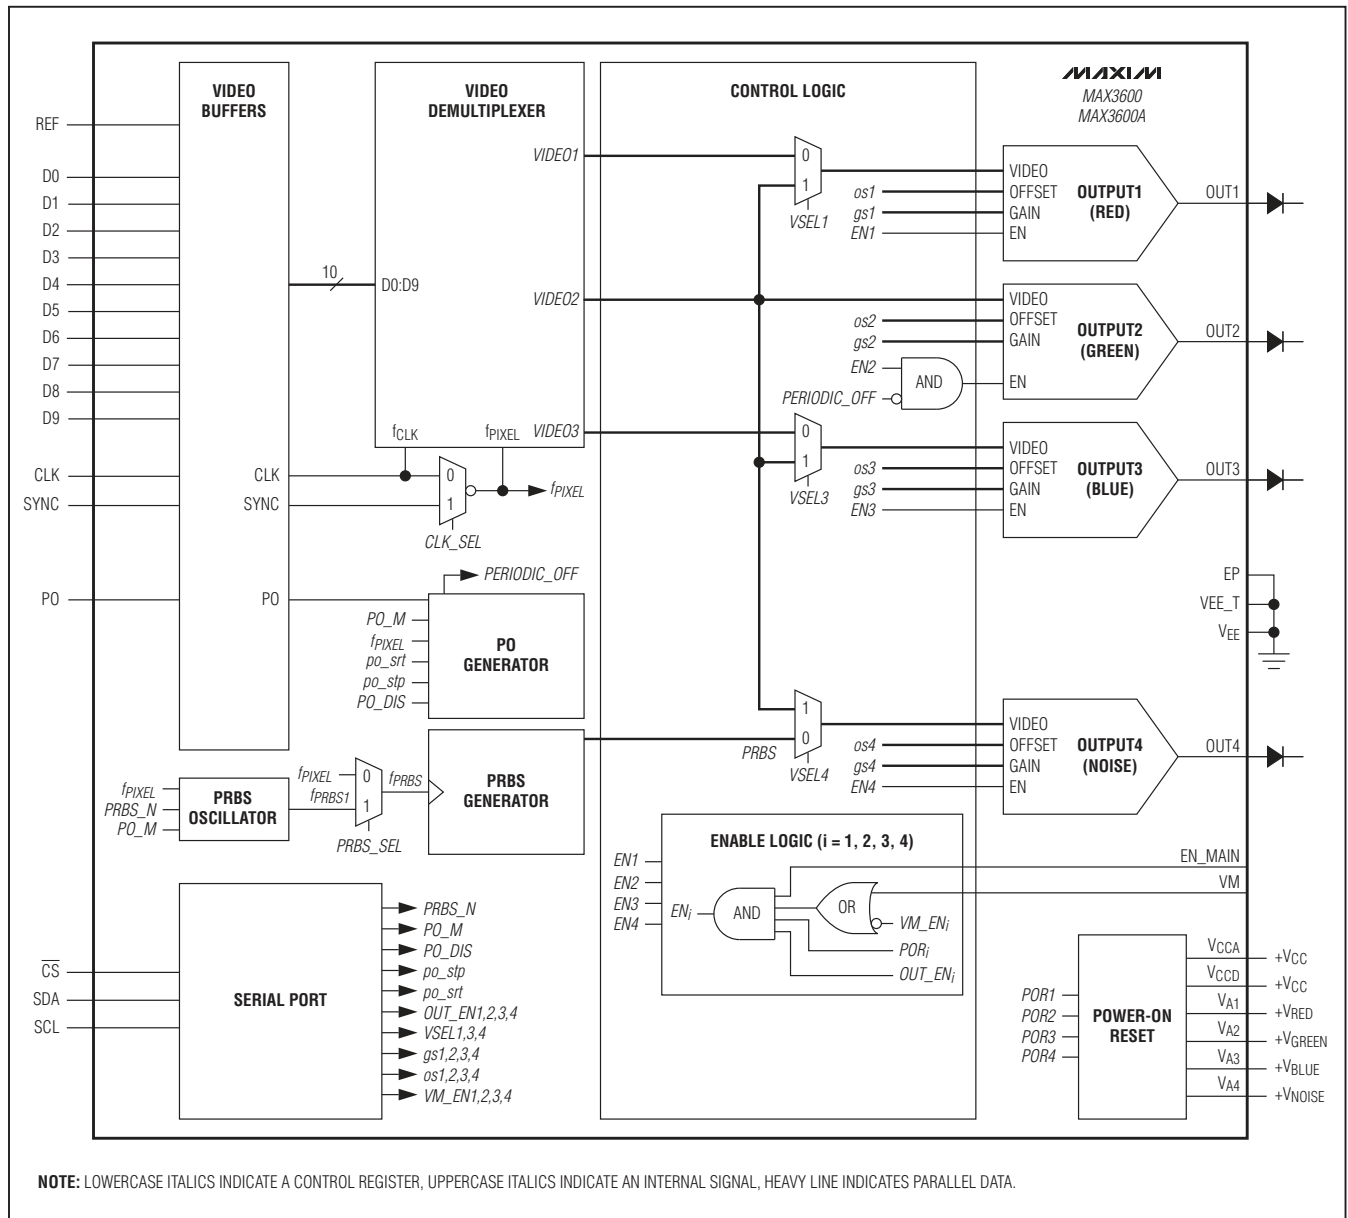 MAXIM
MAX3600
MAX3600A
VIDEO
BUFFERS
REF
D0
D1
D2
D3
D4
D5
D6
D7
D8
D9
CLK
SYNC
PO
CLK
SYNC
PO
10
VIDEO
DEMULTIPLEXER
D0:D9
VIDEO1
VIDEO2
VIDEO3
fCLK
fPIXEL
0
1
fPIXEL
CLK_SEL
PERIODIC_OFF
PO_M
fPIXEL
po_srt
po_stp
PO_DIS
PO
GENERATOR
fPIXEL
PRBS_N
PO_M
PRBS
OSCILLATOR
fPIXEL
fPRBS1
0
1
PRBS_SEL
fPRBS
PRBS
GENERATOR
CS
SDA
SCL
SERIAL PORT
PRBS_N
PO_M
PO_DIS
po_stp
po_srt
OUT_EN1,2,3,4
VSEL1,3,4
gs1,2,3,4
os1,2,3,4
VM_EN1,2,3,4
CONTROL LOGIC
0
1
VSEL1
os1
gs1
EN1
VIDEO
OFFSET
GAIN
EN
OUTPUT1
(RED)
OUT1
os2
gs2
EN2
PERIODIC_OFF
AND
VIDEO
OFFSET
GAIN
EN
OUTPUT2
(GREEN)
OUT2
0
1
VSEL3
os3
gs3
EN3
VIDEO
OFFSET
GAIN
EN
OUTPUT3
(BLUE)
OUT3
EP
VEE_T
VEE
PRBS
1
0
VSEL4
os4
gs4
EN4
VIDEO
OFFSET
GAIN
EN
OUTPUT4
(NOISE)
OUT4
ENABLE LOGIC (i = 1, 2, 3, 4)
EN1
EN2
EN3
EN4
ENi
AND
OR
VM_ENi
PORi
OUT_ENi
EN_MAIN
VM
POR1
POR2
POR3
POR4
POWER-ON
RESET
VCCA
VCCD
VA1
VA2
VA3
VA4
+VCC
+VCC
+VRED
+VGREEN
+VBLUE
+VNOISE
NOTE: LOWERCASE ITALICS INDICATE A CONTROL REGISTER, UPPERCASE ITALICS INDICATE AN INTERNAL SIGNAL, HEAVY LINE INDICATES PARALLEL DATA.